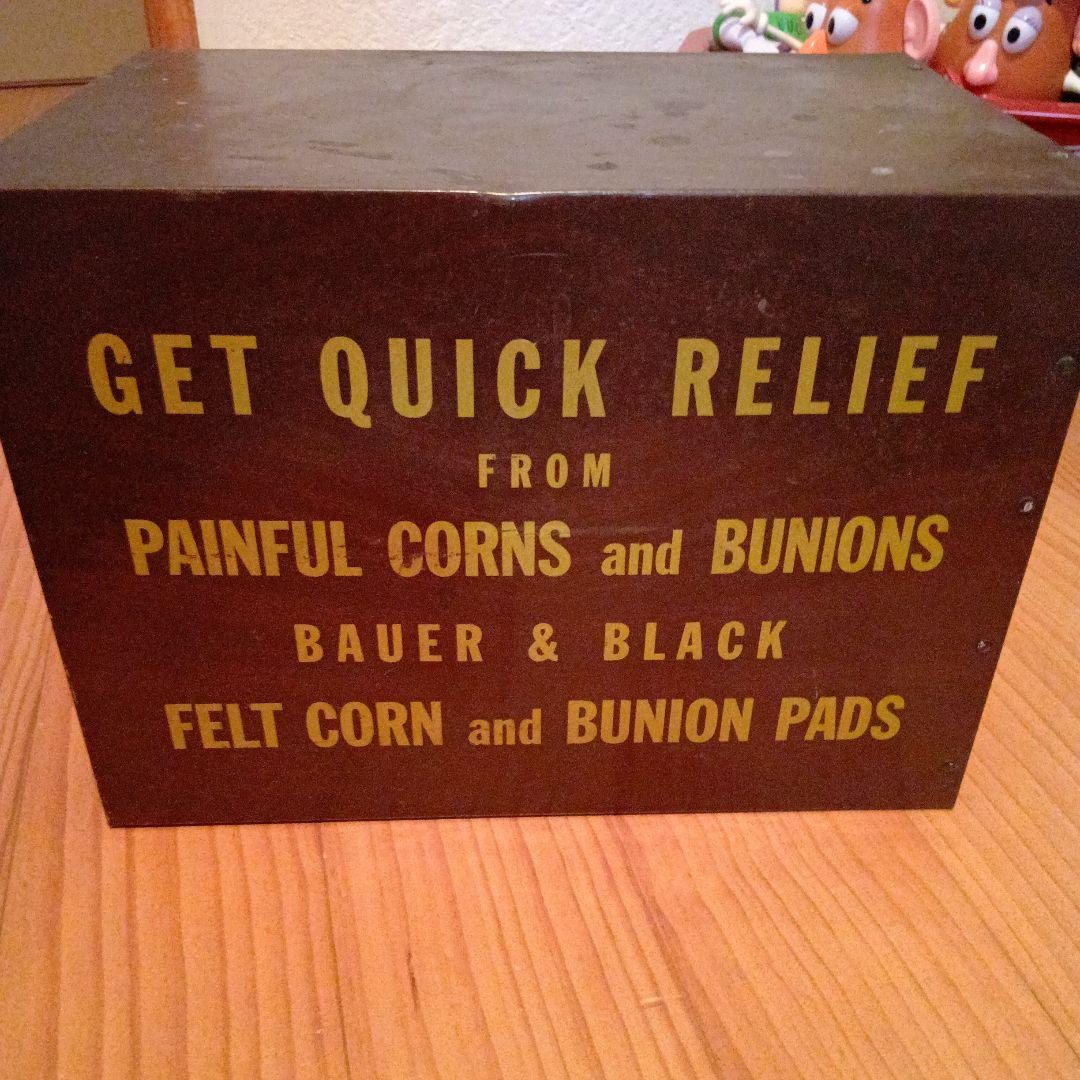 GET QUICK RELIEF
FROM
PAINFUL CORNS and BUNIONS
BAUER & BLACK
FELT CORN and BUNION PADS